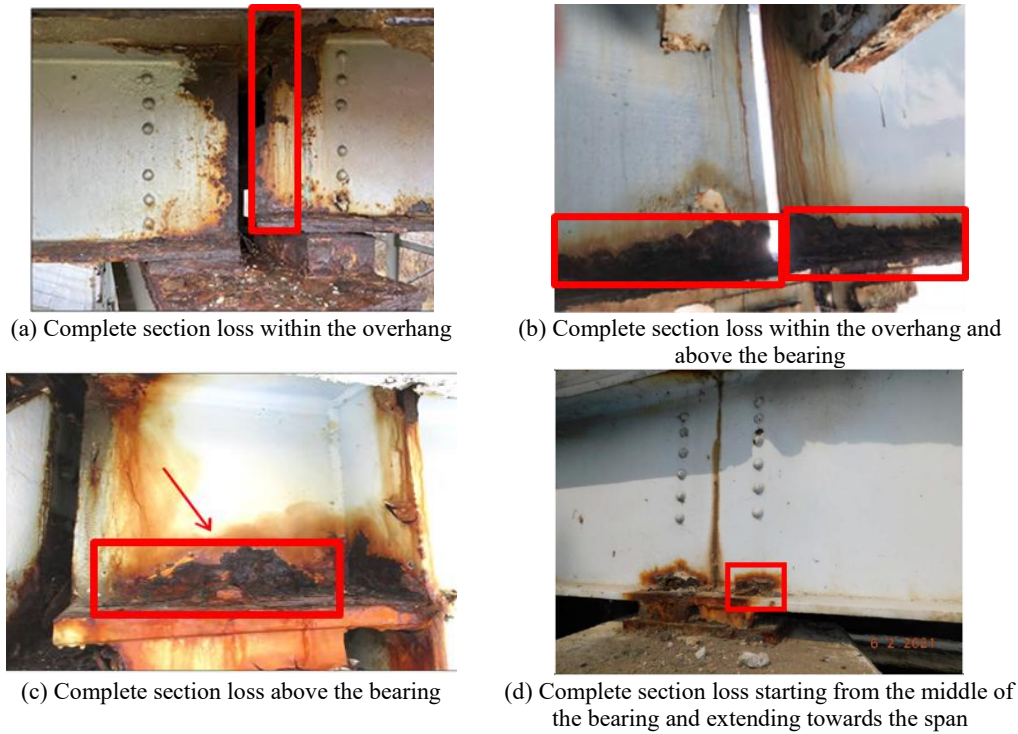 (a) Complete section loss within the overhang
(b) Complete section loss within the overhang and
above the bearing
6 2 2021
(c) Complete section loss above the bearing
(d) Complete section loss starting from the middle of
the bearing and extending towards the span